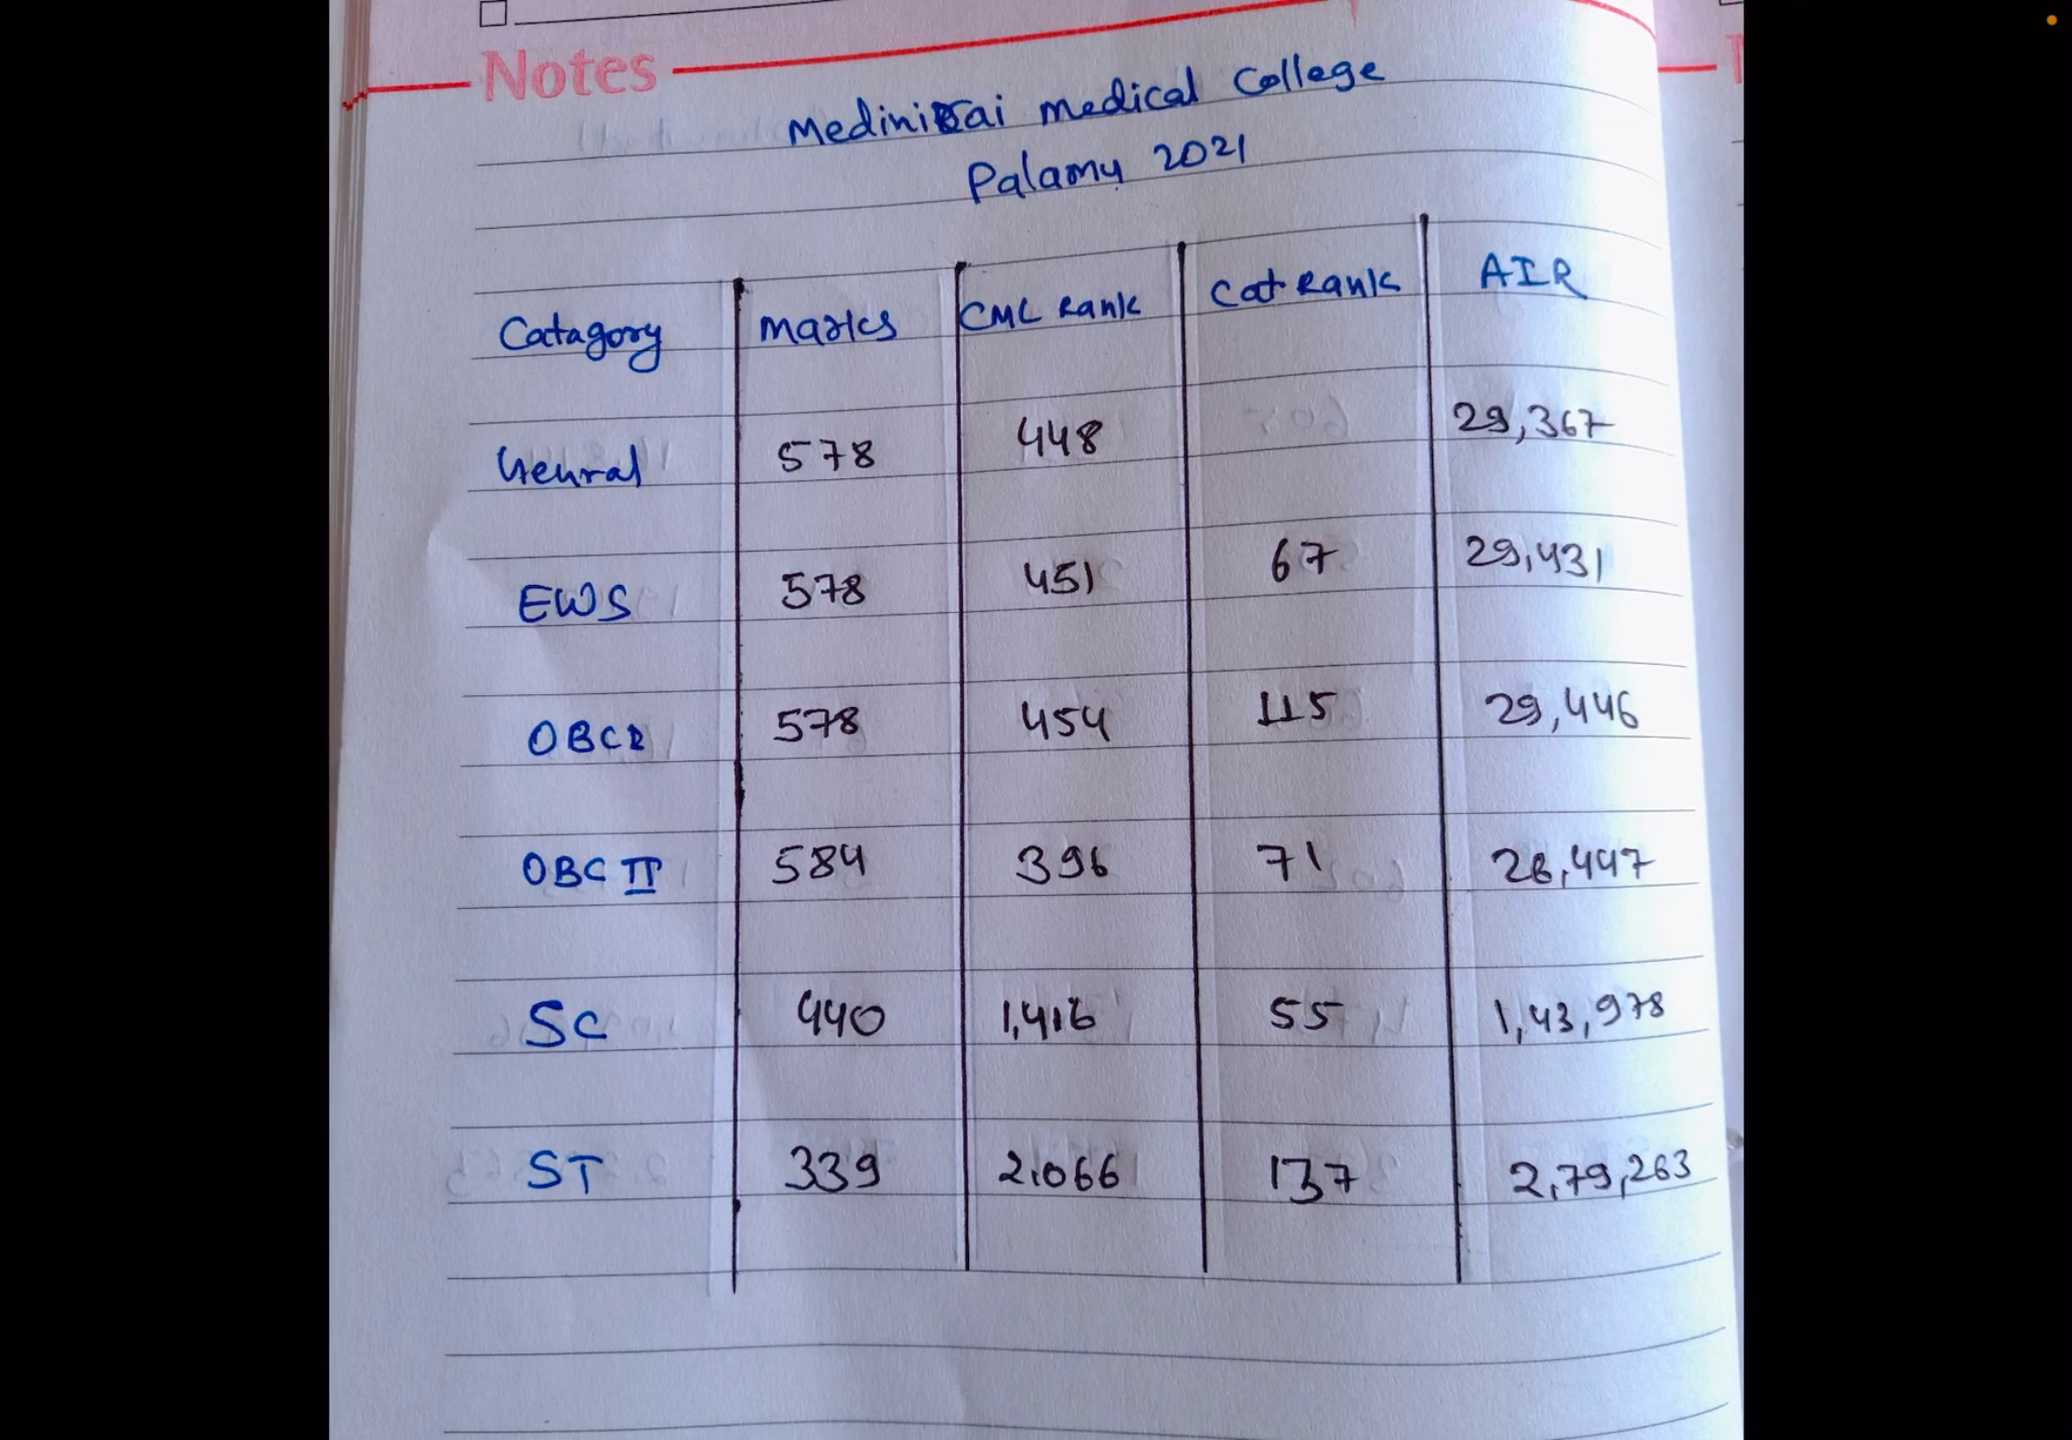 Notes
Medinirai medical College
Palamu 2021
Catagory marks CML Rank Cat Rank AIR
Genral 578 448 29,367
EWS 578 451 67 29,431
OBC I 578 454 115 29,446
OBC II 584 396 71 26,447
SC 440 1,416 55 1,43,978
ST 339 2,066 137 2,79,263